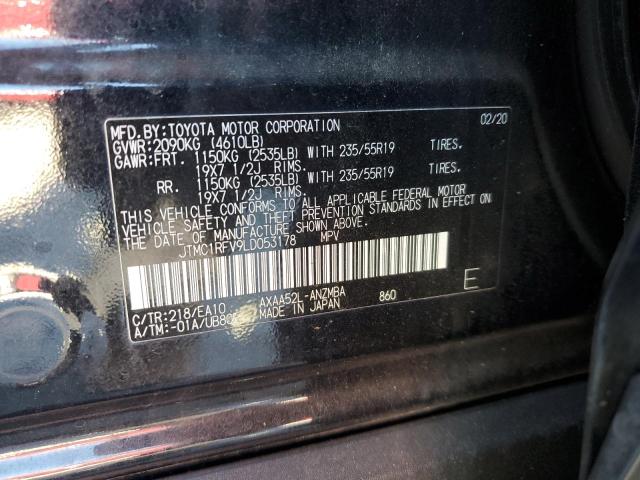 MFD.BY:TOYOTA MOTOR CORPORATION 02/20
GVWR:2090KG (4610LB)
GAWR:FRT. 1150KG (2535LB) WITH 235/55R19 TIRES.
19X7 1/2J RIMS.
RR. 1150KG (2535LB) WITH 235/55R19 TIRES.
19X7 1/2J RIMS.
THIS VEHICLE CONFORMS TO ALL APPLICABLE FEDERAL MOTOR
VEHICLE SAFETY AND THEFT PREVENTION STANDARDS IN EFFECT ON
THE DATE OF MANUFACTURE SHOWN ABOVE.
JTMC1RFV9LD053178 MPV
C/TR:218/EA10 AXAA52L-ANZMBA 860 E
A/TM:-01A/UB80 MADE IN JAPAN